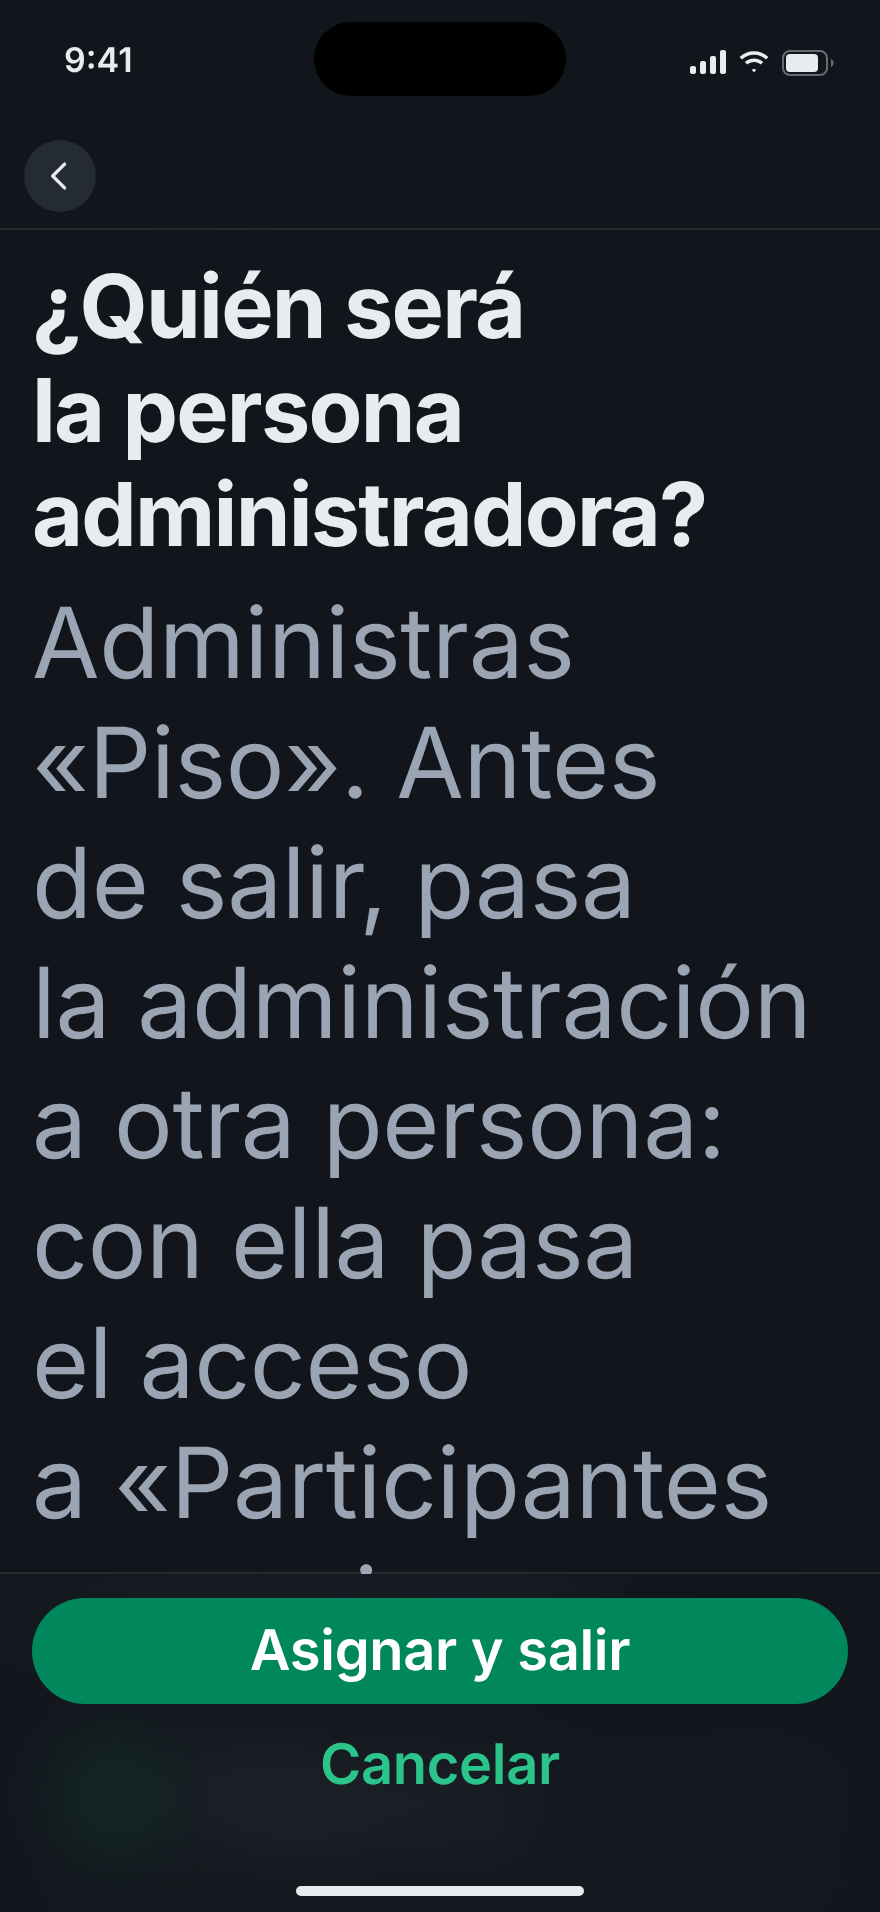 9:41
¿Quién será
la persona
administradora?
Administras
«Piso». Antes
de salir, pasa
la administración
a otra persona:
con ella pasa
el acceso
a «Participantes
Asignar y salir
Cancelar